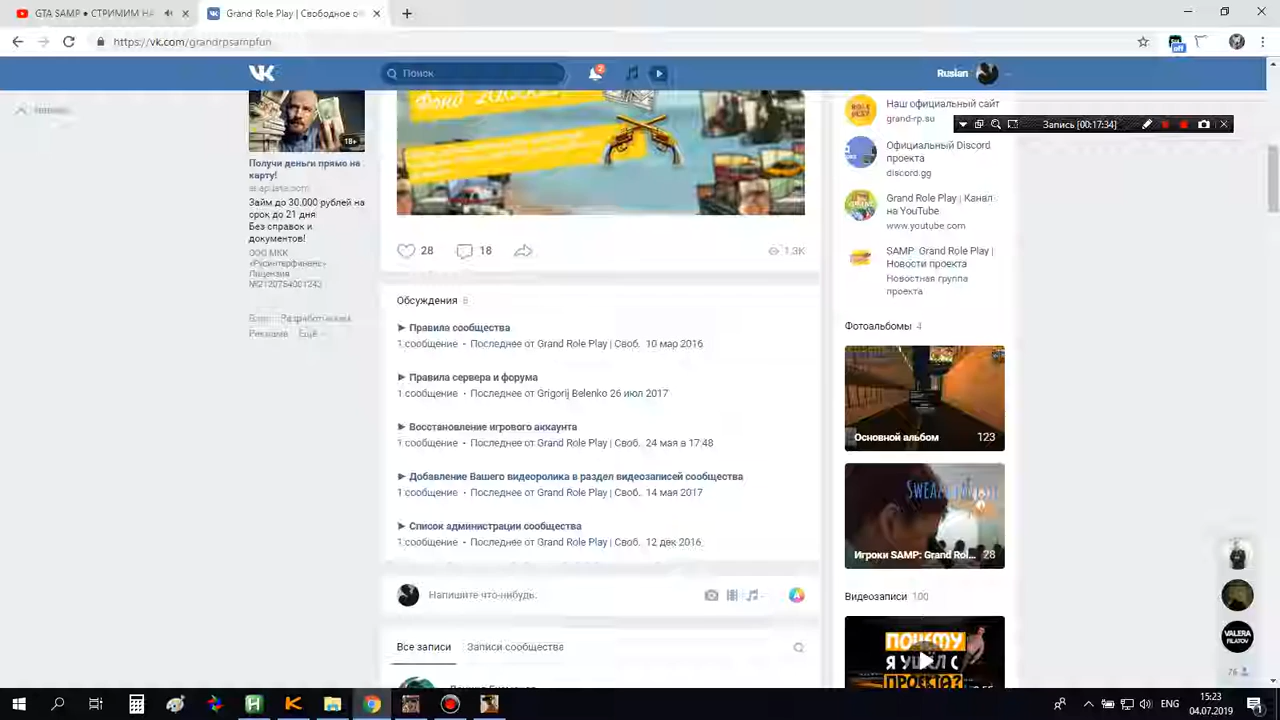 GTA SAMP ● СТРИМИМ НА
Grand Role Play | Свободное о
https://vk.com/grandrpsampfun
off
Поиск
2
Ruslan
18+
Получи деньги прямо на
карту!
Займ до 30.000 рублей на
срок до 21 дня
Без справок и
документов!
Лицензия
Ещё
28
18
1.3K
Обсуждения 8
Правила сообщества
1 сообщение • Последнее от Grand Role Play | Своб. 10 мар 2016
Правила сервера и форума
1 сообщение • Последнее от Grigorij Belenko 26 июл 2017
Восстановление игрового аккаунта
1 сообщение • Последнее от Grand Role Play | Своб. 24 мая в 17:48
Добавление Вашего видеоролика в раздел видеозаписей сообщества
1 сообщение • Последнее от Grand Role Play | Своб.. 14 мая 2017
Список администрации сообщества
1 сообщение • Последнее от Grand Role Play | Своб. 12 дек 2016
Напишите что-нибудь.
Все записи
Записи сообщества
Наш официальный сайт
grand-rp.su
Запись [00:17:34]
Официальный Discord
проекта
discord.gg
Grand Role Play | Канал
на YouTube
www.youtube.com
SAMP: Grand Role Play |
Новости проекта
Новостная группа
проекта
Фотоальбомы 4
Основной альбом 123
Игроки SAMP: Grand Rol... 28
Видеозаписи 100
ПОЧЕМУ
Я УШЁЛ С
ПРОЕКТА?
VALERA
FILATOV
76
ENG
15:23
04.07.2019
1